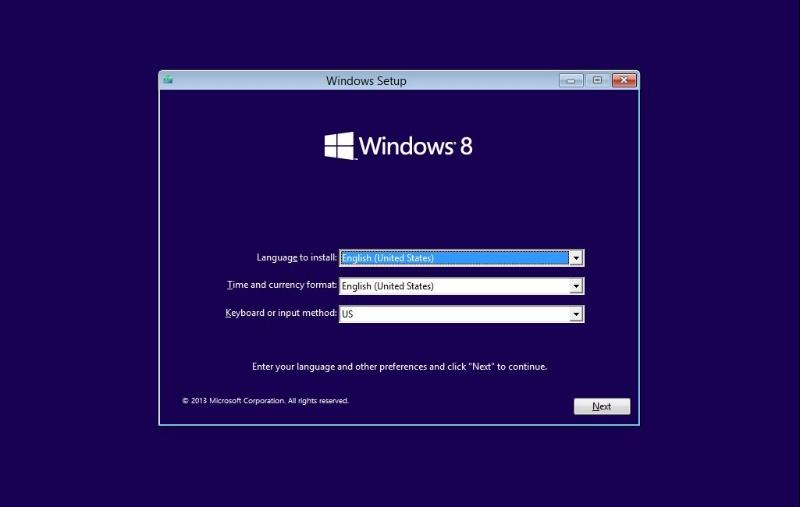 Windows Setup
Windows 8
Language to install: English (United States)
Time and currency format: English (United States)
Keyboard or input method: US
Enter your language and other preferences and click "Next" to continue.
© 2013 Microsoft Corporation. All rights reserved.
Next